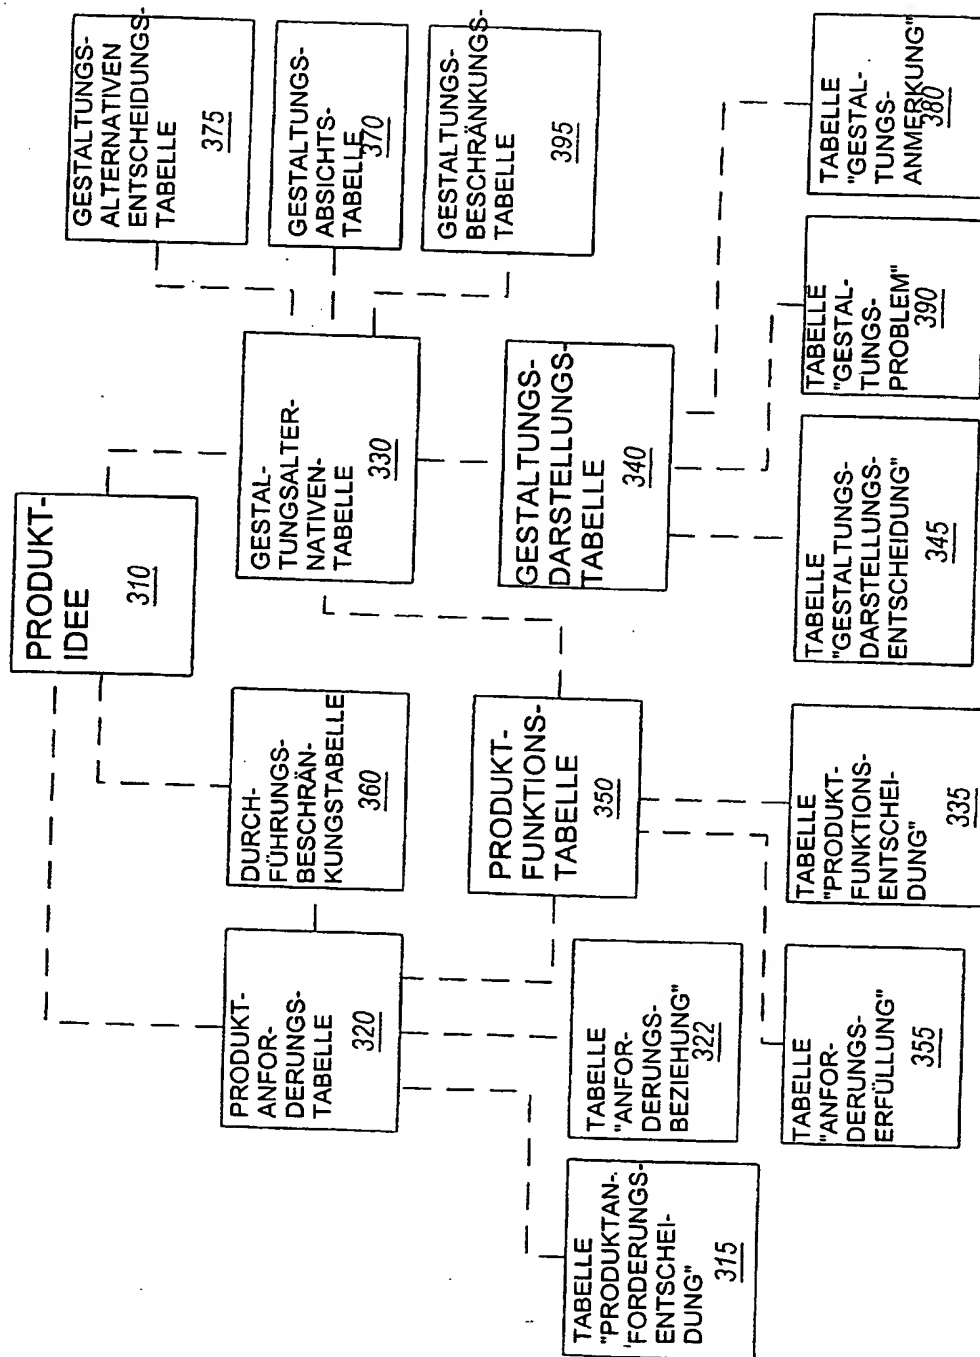 PRODUKT-
IDEE
310
GESTALTUNGS-
ALTERNATIVEN
ENTSCHEIDUNGS-
TABELLE
375
GESTALTUNGS-
ABSICHTS-
TABELLE
370
GESTALTUNGS-
BESCHRÄNKUNGS-
TABELLE
395
PRODUKT-
ANFOR-
DERUNGS-
TABELLE
320
DURCH-
FÜHRUNGS-
BESCHRÄN-
KUNGSTABELLE
360
GESTAL-
TUNGSALTER-
NATIVEN-
TABELLE
330
PRODUKT-
FUNKTIONS-
TABELLE
350
GESTALTUNGS-
DARSTELLUNGS-
TABELLE
340
TABELLE
"PRODUKTAN-
FORDERUNGS-
ENTSCHEI-
DUNG"
315
TABELLE
"ANFOR-
DERUNGS-
BEZIEHUNG"
322
TABELLE
"ANFOR-
DERUNGS-
ERFÜLLUNG"
355
TABELLE
"PRODUKT-
FUNKTIONS-
ENTSCHEI-
DUNG"
335
TABELLE
"GESTALTUNGS-
DARSTELLUNGS-
ENTSCHEIDUNG"
345
TABELLE
"GESTAL-
TUNGS-
PROBLEM"
390
TABELLE
"GESTAL-
TUNGS-
ANMERKUNG"
380